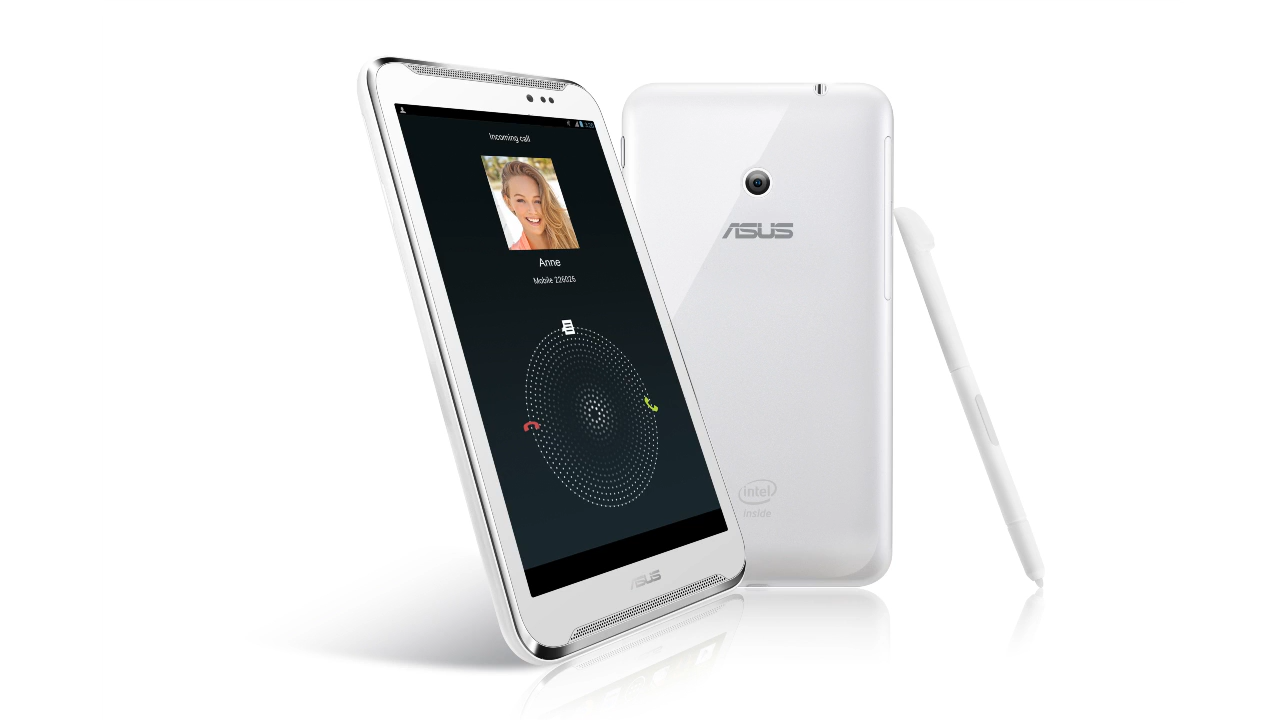 Incoming call
Anne
Mobile 226026
ASUS
ASUS
intel
inside